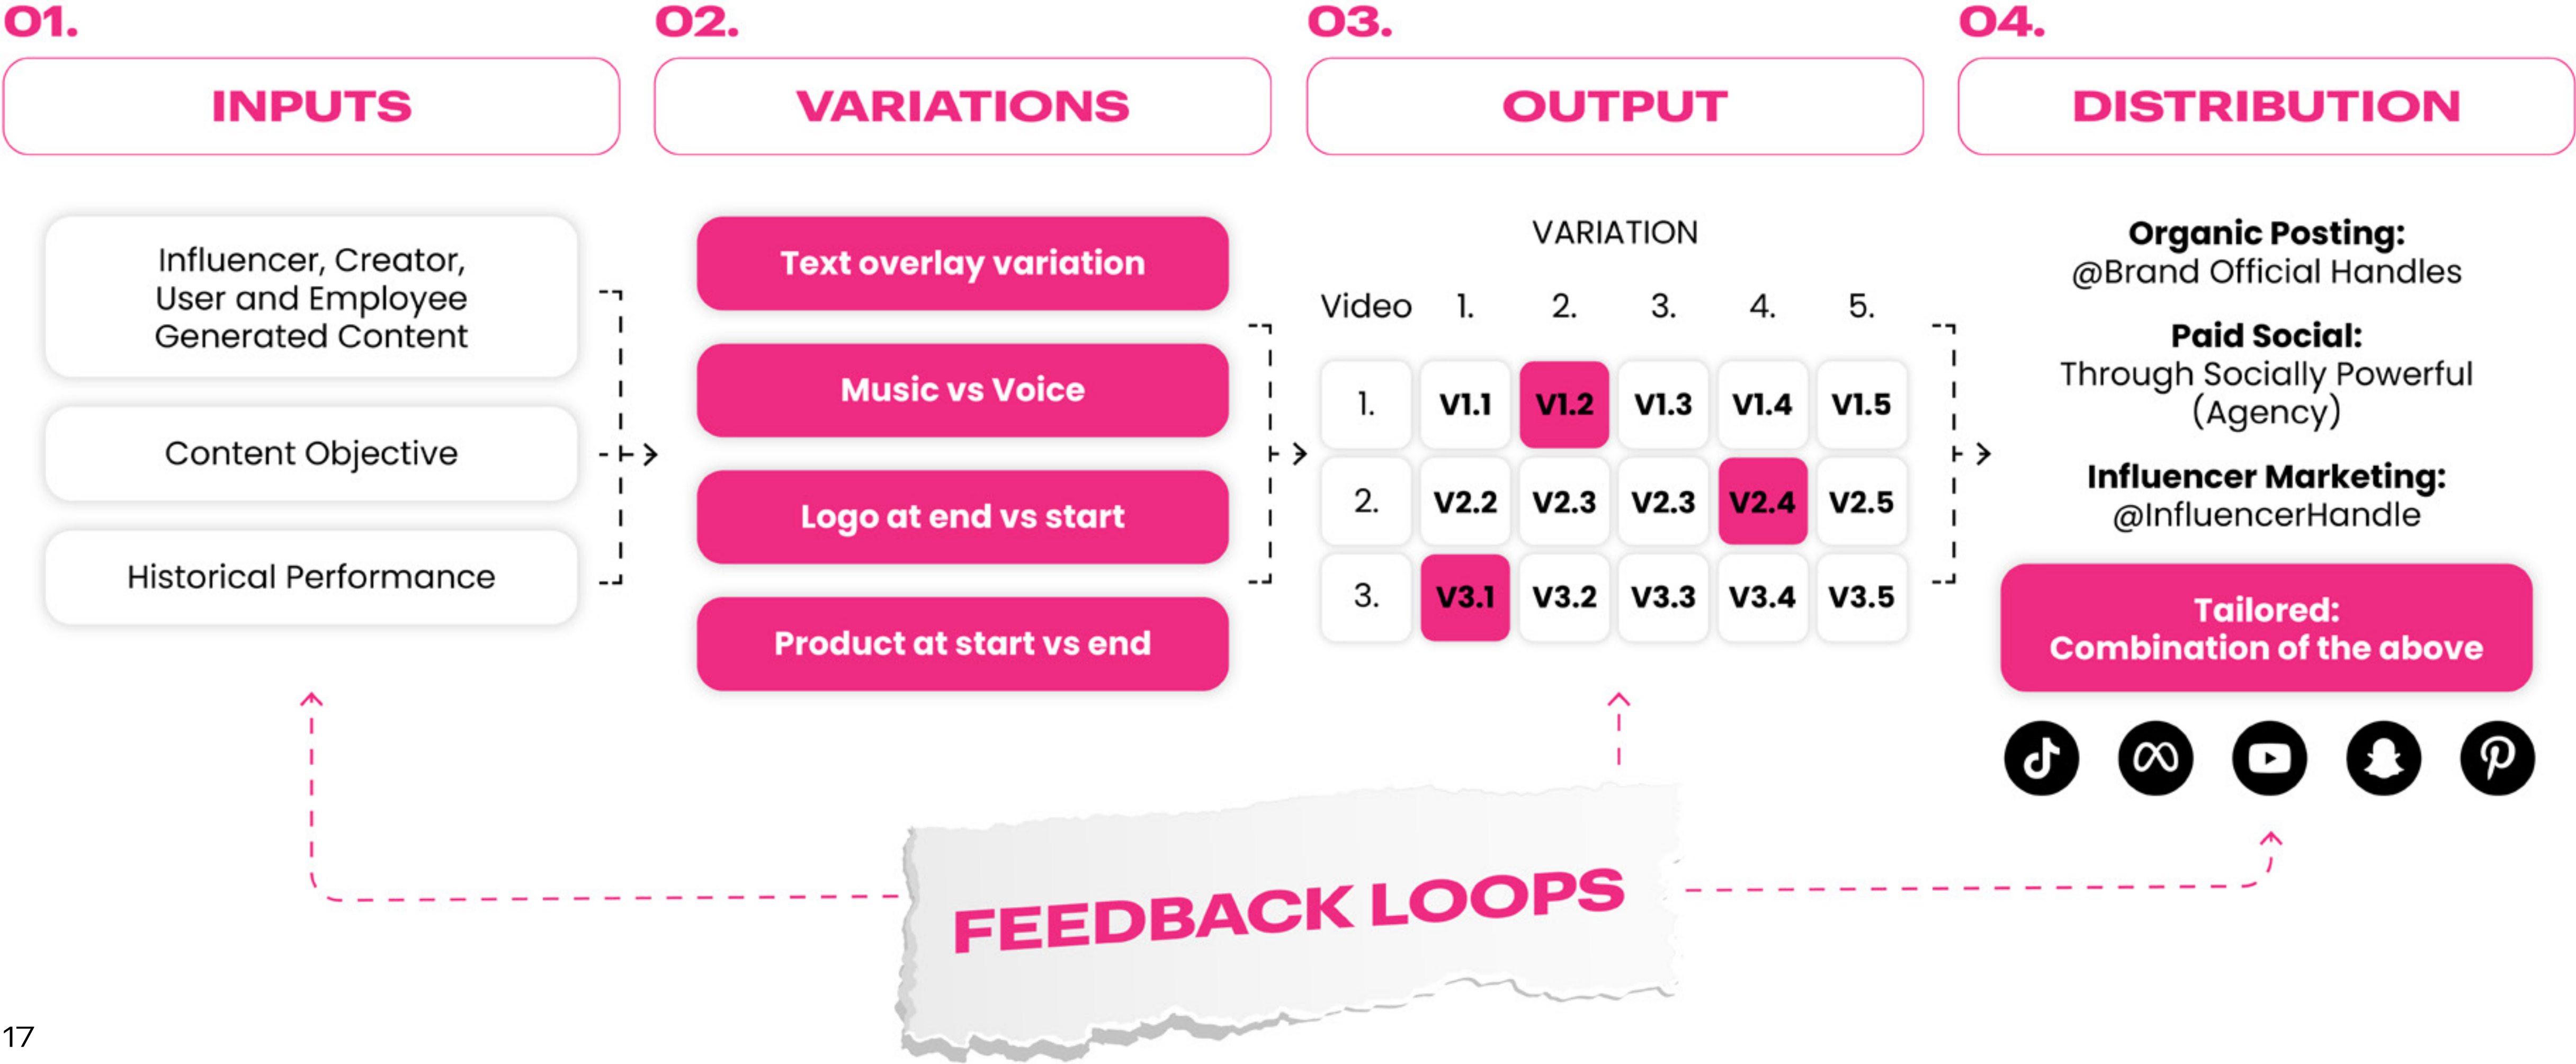 01.
INPUTS
Influencer, Creator,
User and Employee
Generated Content
Content Objective
Historical Performance
02.
VARIATIONS
Text overlay variation
Music vs Voice
Logo at end vs start
Product at start vs end
03.
OUTPUT
VARIATION
Video 1. 2. 3. 4. 5.
1. V1.1 V1.2 V1.3 V1.4 V1.5
2. V2.2 V2.3 V2.3 V2.4 V2.5
3. V3.1 V3.2 V3.3 V3.4 V3.5
04.
DISTRIBUTION
Organic Posting:
@Brand Official Handles
Paid Social:
Through Socially Powerful
(Agency)
Influencer Marketing:
@InfluencerHandle
Tailored:
Combination of the above
FEEDBACK LOOPS
17